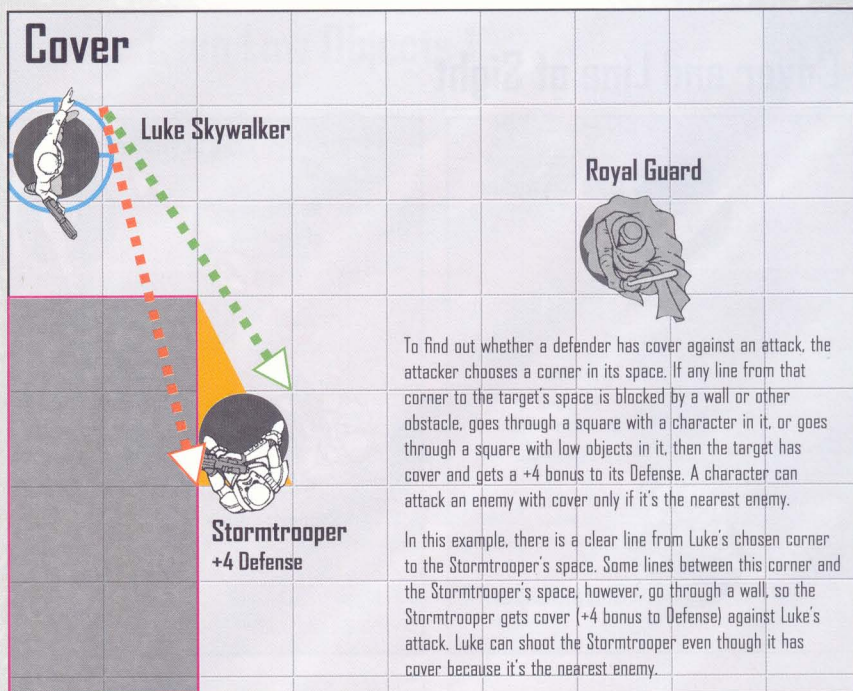 Cover
Luke Skywalker
Royal Guard
To find out whether a defender has cover against an attack, the
attacker chooses a corner in its space. If any line from that
corner to the target's space is blocked by a wall or other
obstacle, goes through a square with a character in it, or goes
through a square with low objects in it, then the target has
cover and gets a +4 bonus to its Defense. A character can
attack an enemy with cover only if it's the nearest enemy.
In this example, there is a clear line from Luke's chosen corner
to the Stormtrooper's space. Some lines between this corner and
the Stormtrooper's space, however, go through a wall, so the
Stormtrooper gets cover (+4 bonus to Defense) against Luke's
attack. Luke can shoot the Stormtrooper even though it has
cover because it's the nearest enemy.
Stormtrooper
+4 Defense